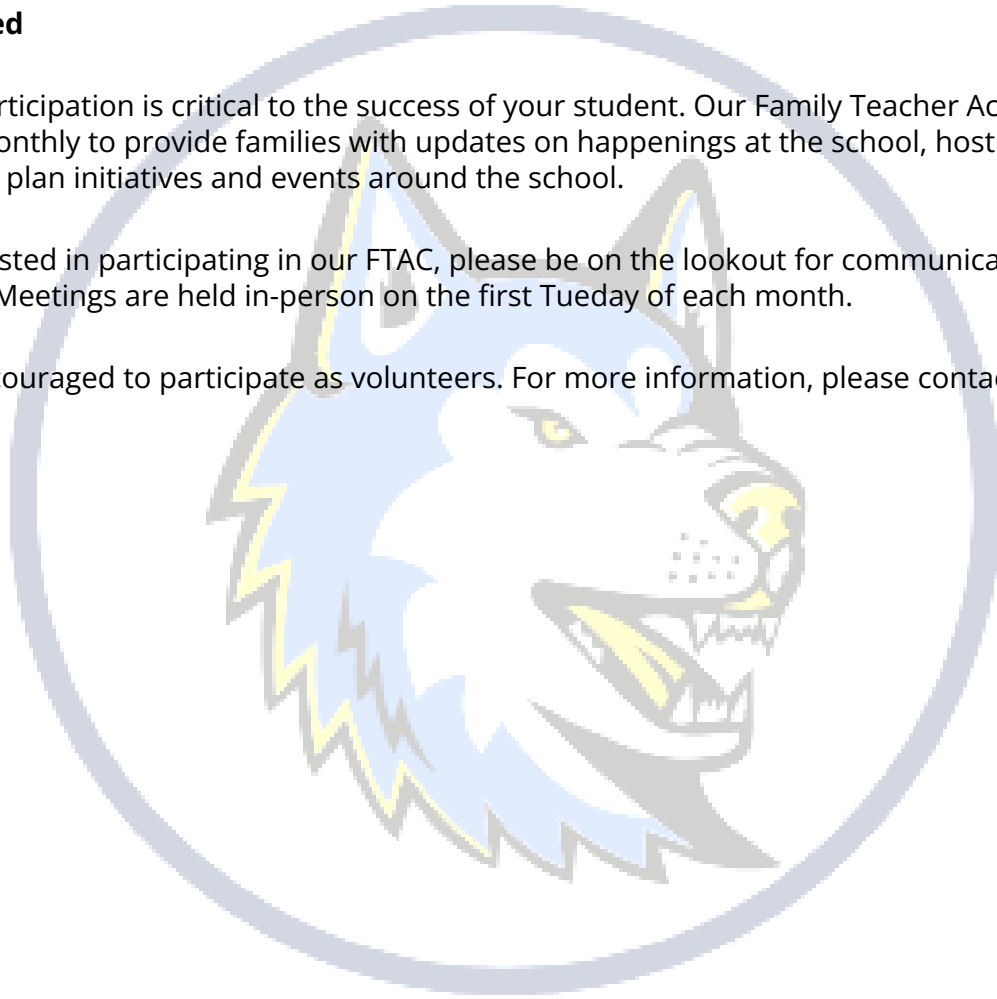 ed
rticipation is critical to the success of your student. Our Family Teacher Ac
onthly to provide families with updates on happenings at the school, host
plan initiatives and events around the school.
sted in participating in our FTAC, please be on the lookout for communica
Meetings are held in-person on the first Tueday of each month.
couraged to participate as volunteers. For more information, please contac